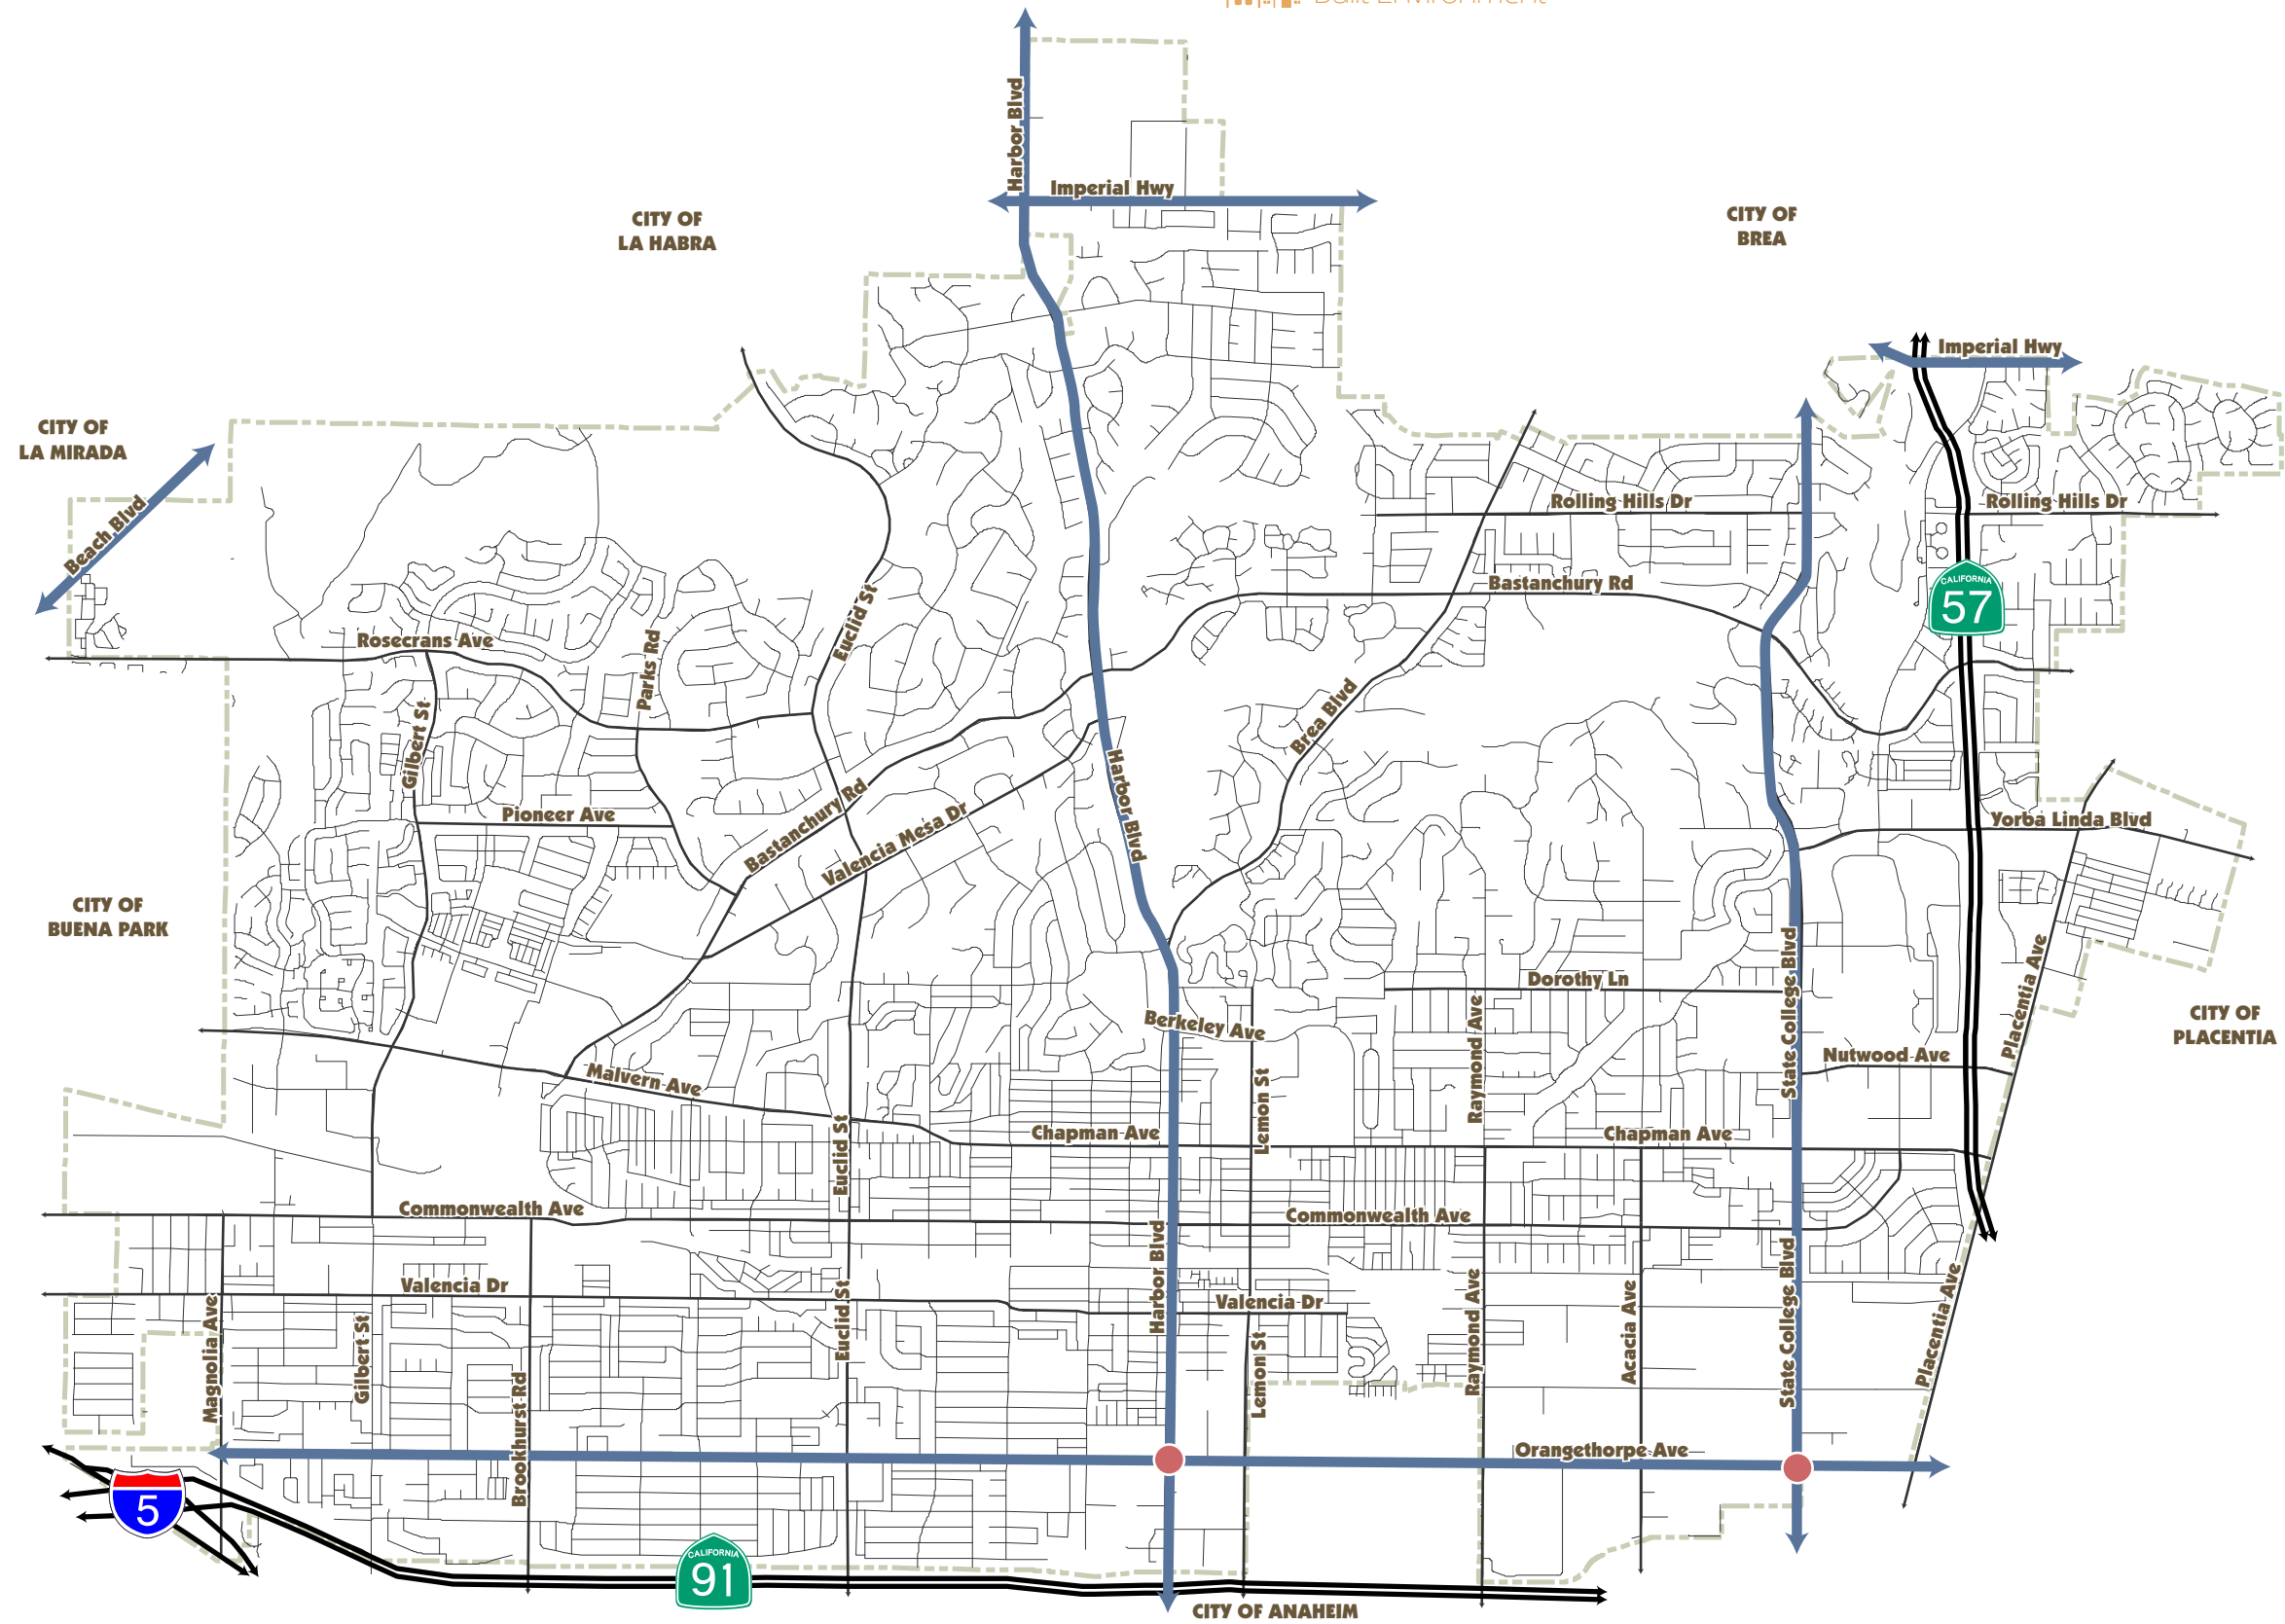 Built Environment
Harbor Blvd
Imperial Hwy
CITY OF
LA HABRA
CITY OF
BREA
Imperial Hwy
CITY OF
LA MIRADA
Beach Blvd
Rolling Hills Dr
Rolling Hills Dr
CALIFORNIA
57
Bastanchury Rd
Euclid St
Rosecrans Ave
Parks Rd
Gilbert St
Brea Blvd
Harbor Blvd
Pioneer Ave
Bastanchury Rd
Valencia Mesa Dr
Yorba Linda Blvd
CITY OF
BUENA PARK
Placentia Ave
State College Blvd
Dorothy Ln
Raymond Ave
Berkeley Ave
CITY OF
PLACENTIA
Nutwood Ave
Malvern Ave
Lemon St
Chapman Ave
Chapman Ave
Euclid St
Commonwealth Ave
Commonwealth Ave
Harbor Blvd
State College Blvd
Placentia Ave
Valencia Dr
Valencia Dr
Euclid St
Raymond Ave
Acacia Ave
Magnolia Ave
Gilbert St
Lemon St
Brookhurst Rd
Orangethorpe Ave
5
CALIFORNIA
91
CITY OF ANAHEIM